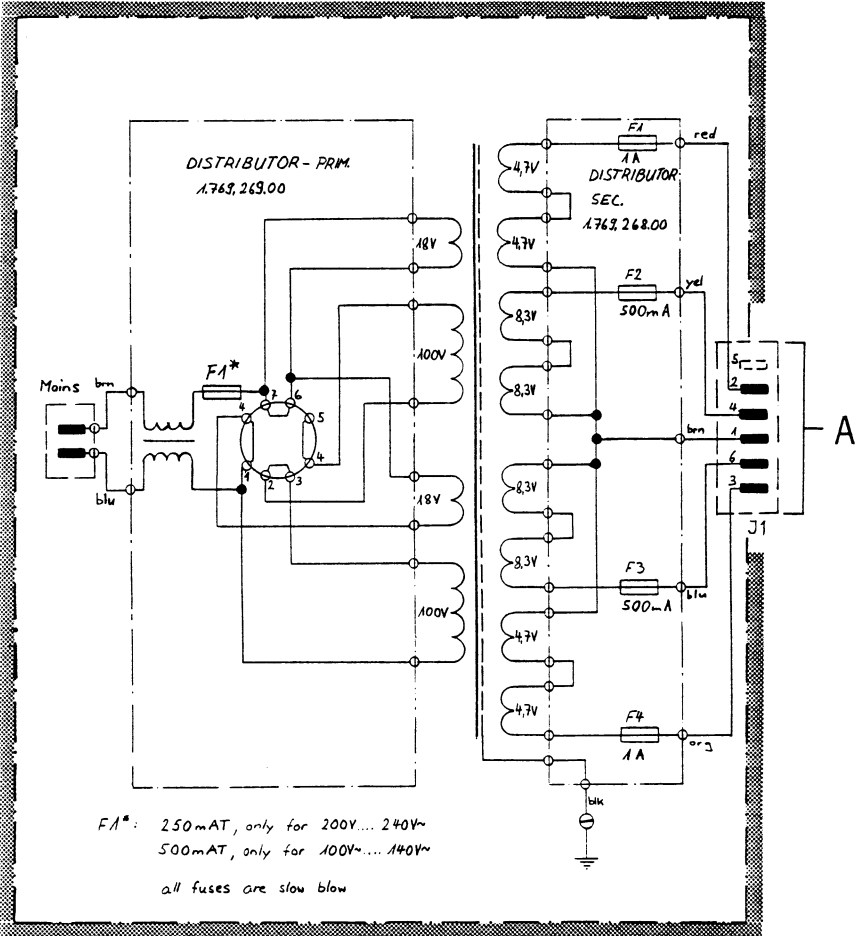 DISTRIBUTOR - PRIM.
1.769.269.00
F1
1A
red
DISTRIBUTOR
SEC.
1.769.268.00
4,7V
4,7V
18V
F2
yel
500mA
8,3V
8,3V
100V
Mains
brn
F1*
7
6
4
5
1
4
2
3
blu
18V
100V
8,3V
8,3V
4,7V
4,7V
brn
F3
blu
500mA
F4
org
1A
blk
5
2
4
1
6
3
J1
A
F1*: 250mAT, only for 200V.... 240V~
500mAT, only for 100V~.... 140V~
all fuses are slow blow